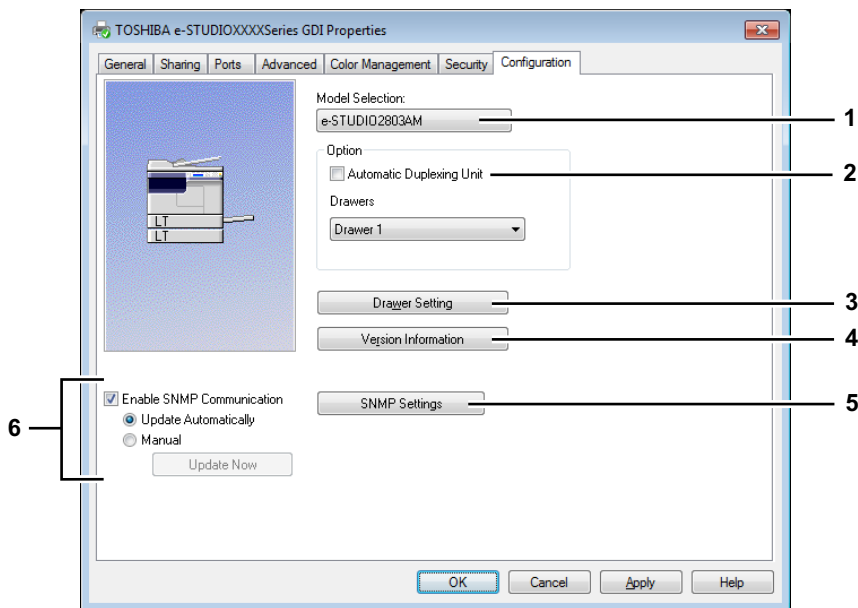 TOSHIBA e-STUDIOXXXXSeries GDI Properties
General Sharing Ports Advanced Color Management Security Configuration
Model Selection:
e-STUDIO2803AM 1
Option
Automatic Duplexing Unit 2
Drawers
Drawer 1
LT
LT
Drawer Setting 3
Version Information 4
Enable SNMP Communication
SNMP Settings 5
Update Automatically
6
Manual
Update Now
OK Cancel Apply Help